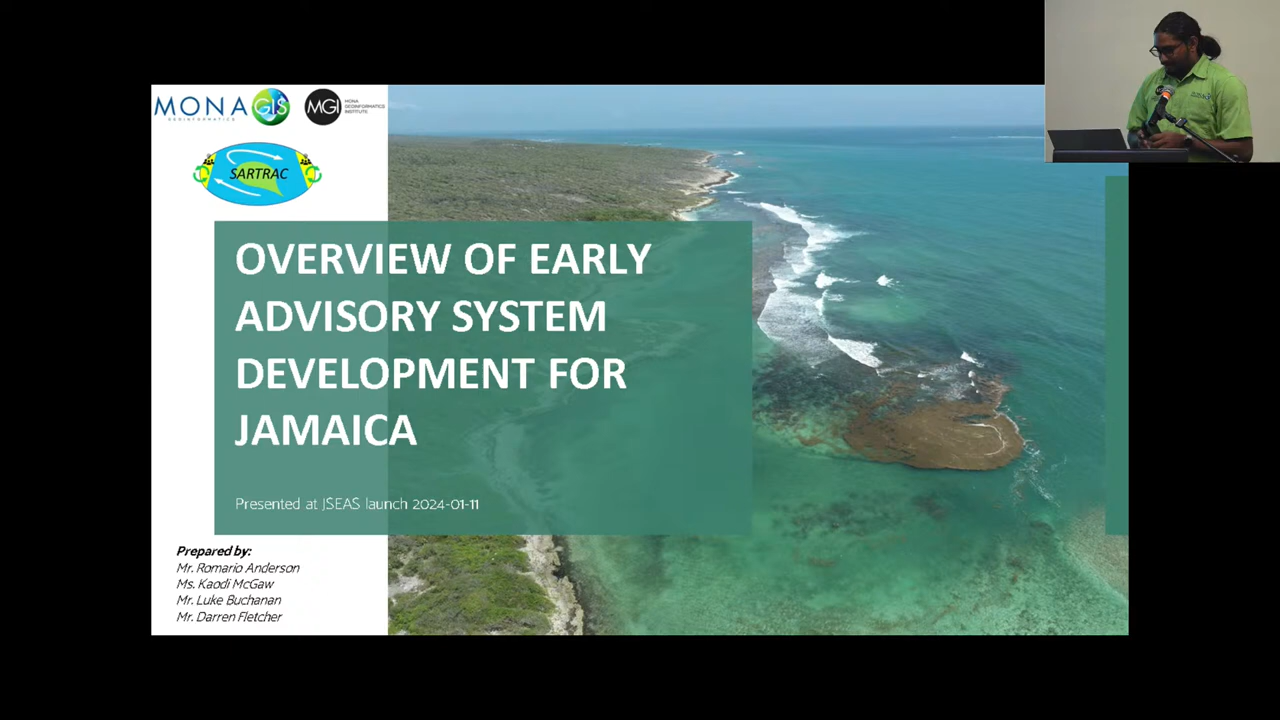 MONA GIS
GEOINFORMATICS
MGI
MONA
GEOINFORMATICS
INSTITUTE
SARTRAC
OVERVIEW OF EARLY
ADVISORY SYSTEM
DEVELOPMENT FOR
JAMAICA
Presented at JSEAS launch 2024-01-11
Prepared by:
Mr. Romario Anderson
Ms. Kaodi McGaw
Mr. Luke Buchanan
Mr. Darren Fletcher